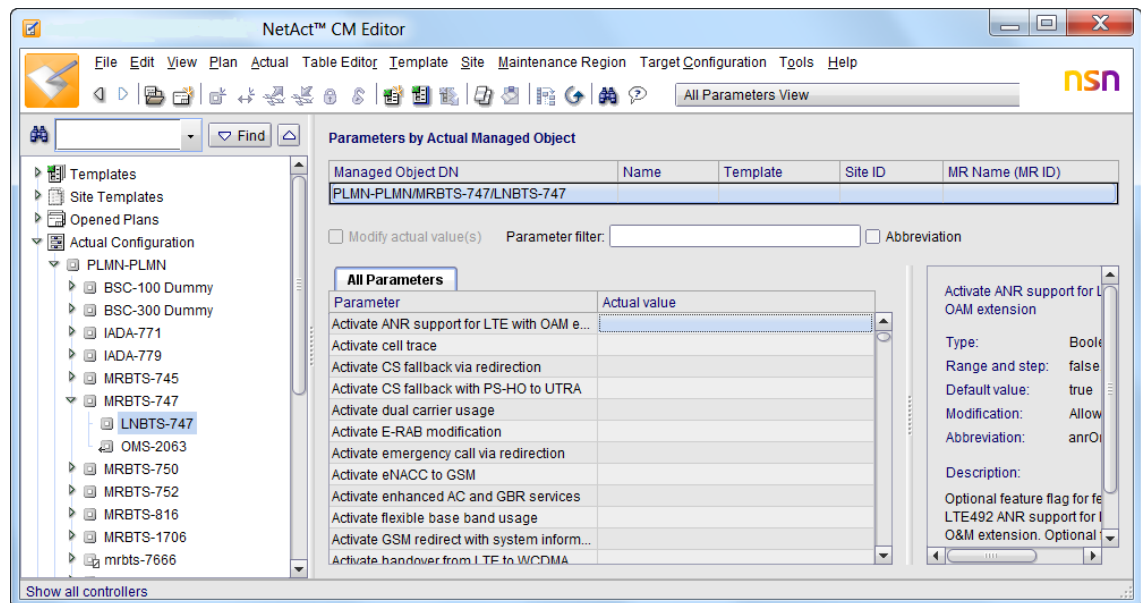 NetAct™ CM Editor
File Edit View Plan Actual Table Editor Template Site Maintenance Region Target Configuration Tools Help
nsn
All Parameters View
Find
Parameters by Actual Managed Object
Managed Object DN Name Template Site ID MR Name (MR ID)
PLMN-PLMN/MRBTS-747/LNBTS-747
Modify actual value(s) Parameter filter: Abbreviation
Templates
Site Templates
Opened Plans
Actual Configuration
PLMN-PLMN
BSC-100 Dummy
BSC-300 Dummy
IADA-771
IADA-779
MRBTS-745
MRBTS-747
LNBTS-747
OMS-2063
MRBTS-750
MRBTS-752
MRBTS-816
MRBTS-1706
mrbts-7666
All Parameters
Parameter Actual value
Activate ANR support for LTE with OAM e...
Activate cell trace
Activate CS fallback via redirection
Activate CS fallback with PS-HO to UTRA
Activate dual carrier usage
Activate E-RAB modification
Activate emergency call via redirection
Activate eNACC to GSM
Activate enhanced AC and GBR services
Activate flexible base band usage
Activate GSM redirect with system inform...
Activate handover from LTE to WCDMA
Activate ANR support for L
OAM extension
Type: Boole
Range and step: false
Default value: true
Modification: Allow
Abbreviation: anrO
Description:
Optional feature flag for fe
LTE492 ANR support for l
O&M extension. Optional
Show all controllers